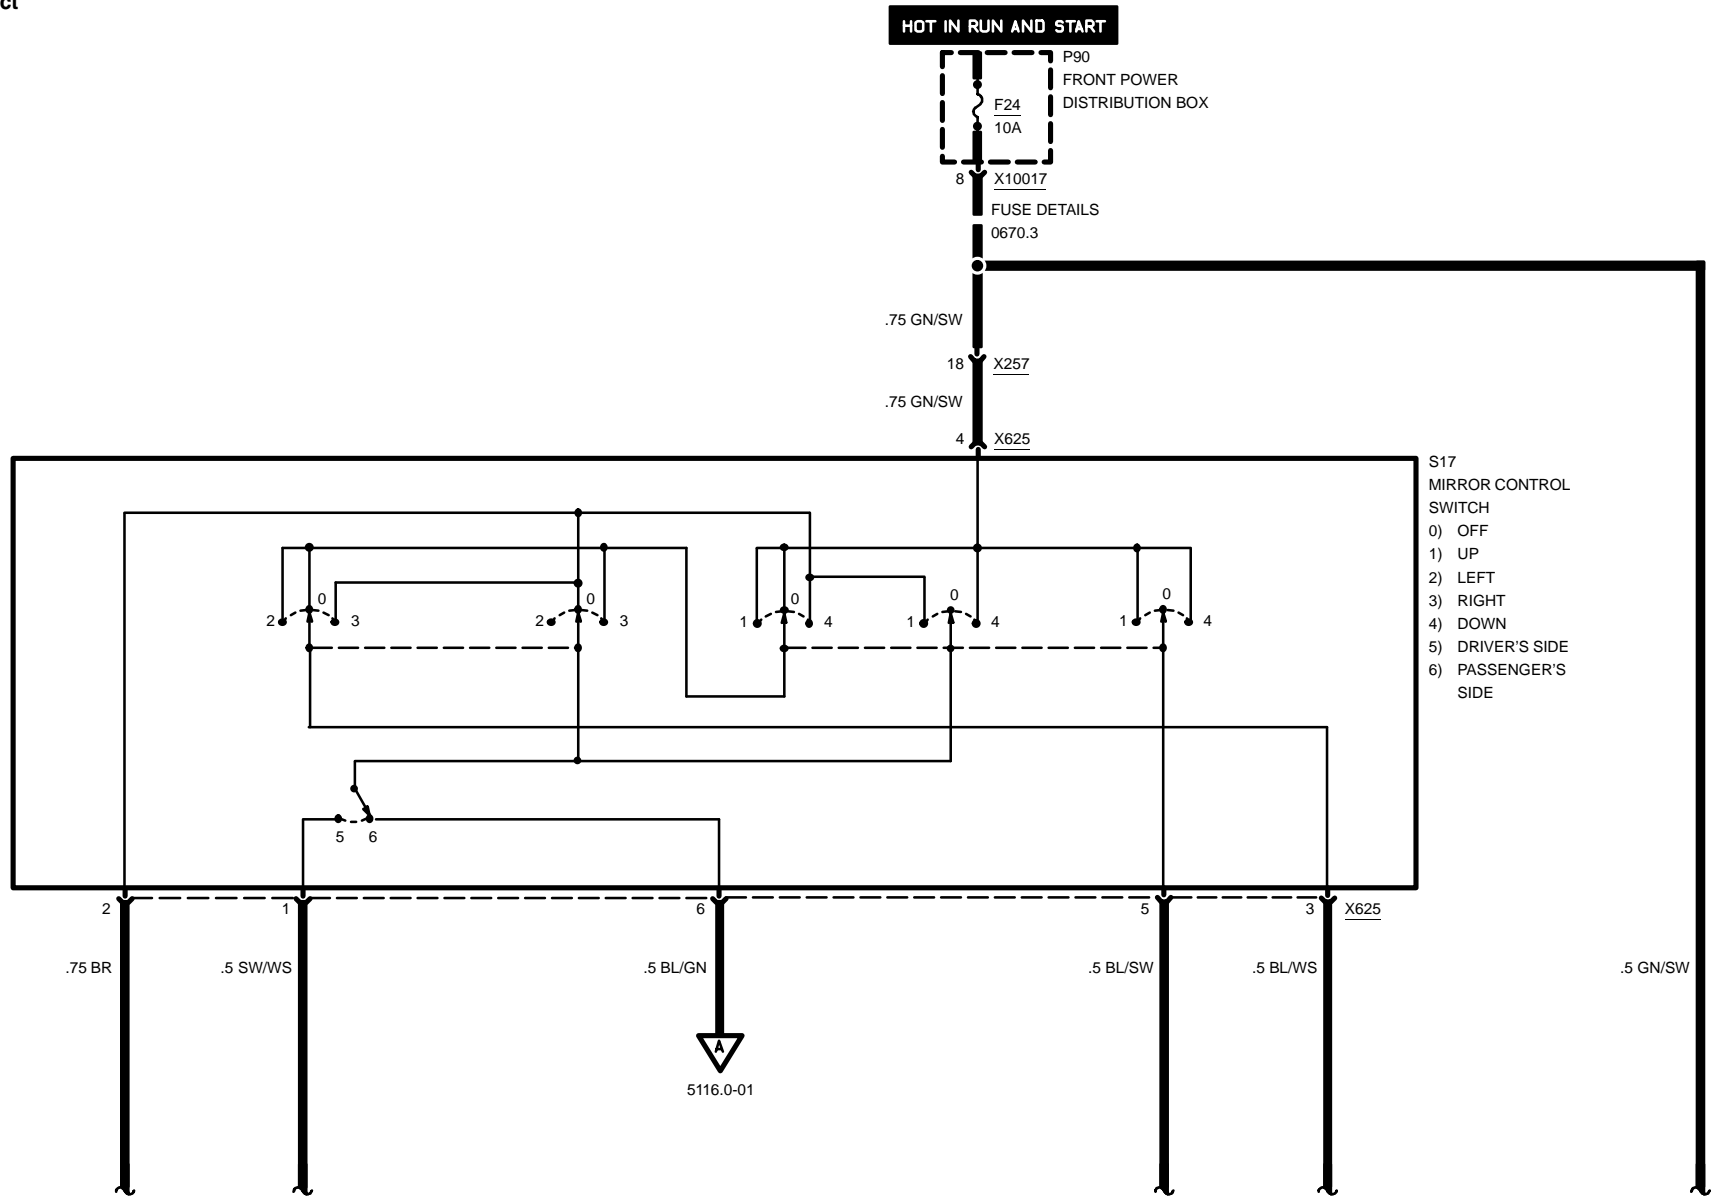 ct
HOT IN RUN AND START
P90
FRONT POWER
DISTRIBUTION BOX
F24
10A
8 X10017
FUSE DETAILS
0670.3
.75 GN/SW
18 X257
.75 GN/SW
4 X625
S17
MIRROR CONTROL
SWITCH
0) OFF
1) UP
2) LEFT
3) RIGHT
4) DOWN
5) DRIVER'S SIDE
6) PASSENGER'S
SIDE
0 0 0 0 0
2 3 2 3 1 4 1 4 1 4
5 6
2 1 6 5 3 X625
.75 BR .5 SW/WS .5 BL/GN .5 BL/SW .5 BL/WS .5 GN/SW
A
5116.0-01